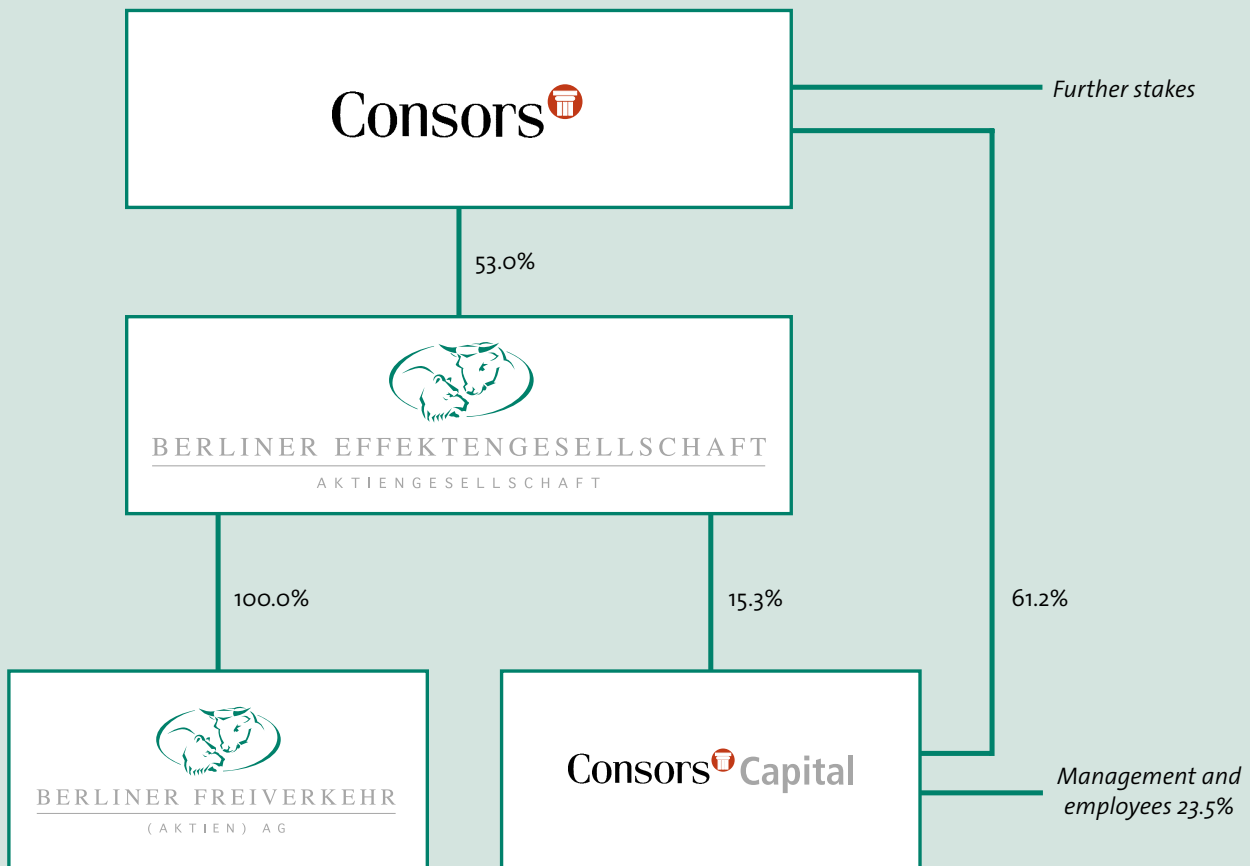 Consors
Further stakes
53.0%
BERLINER EFFEKTENGESELLSCHAFT
AKTIENGESELLSCHAFT
100.0%
15.3%
61.2%
BERLINER FREIVERKEHR
(AKTIEN) AG
Consors Capital
Management and
employees 23.5%